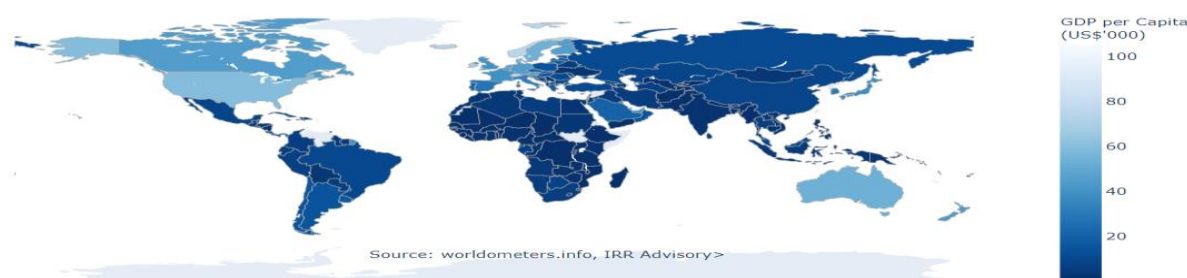 GDP per Capita
(US$'000)
100
80
60
40
20
Source: worldometers.info, IRR Advisory>